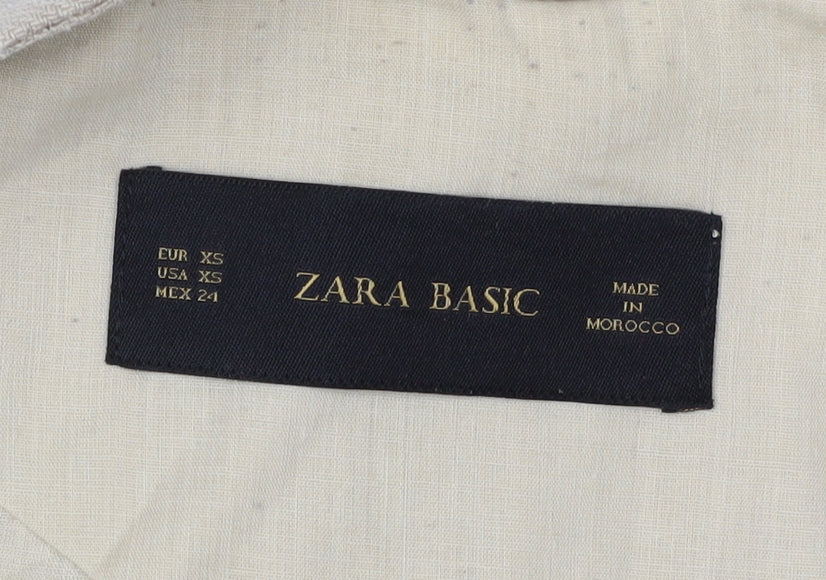 EUR XS
USA XS
MEX 24
ZARA BASIC
MADE
IN
MOROCCO